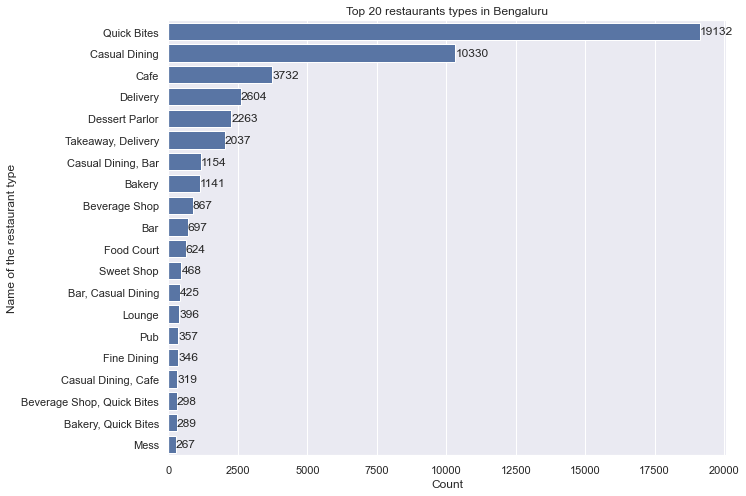 Top 20 restaurants types in Bengaluru
Name of the restaurant type
Quick Bites 19132
Casual Dining 10330
Cafe 3732
Delivery 2604
Dessert Parlor 2263
Takeaway, Delivery 2037
Casual Dining, Bar 1154
Bakery 1141
Beverage Shop 867
Bar 697
Food Court 624
Sweet Shop 468
Bar, Casual Dining 425
Lounge 396
Pub 357
Fine Dining 346
Casual Dining, Cafe 319
Beverage Shop, Quick Bites 298
Bakery, Quick Bites 289
Mess 267
0 2500 5000 7500 10000 12500 15000 17500 20000
Count